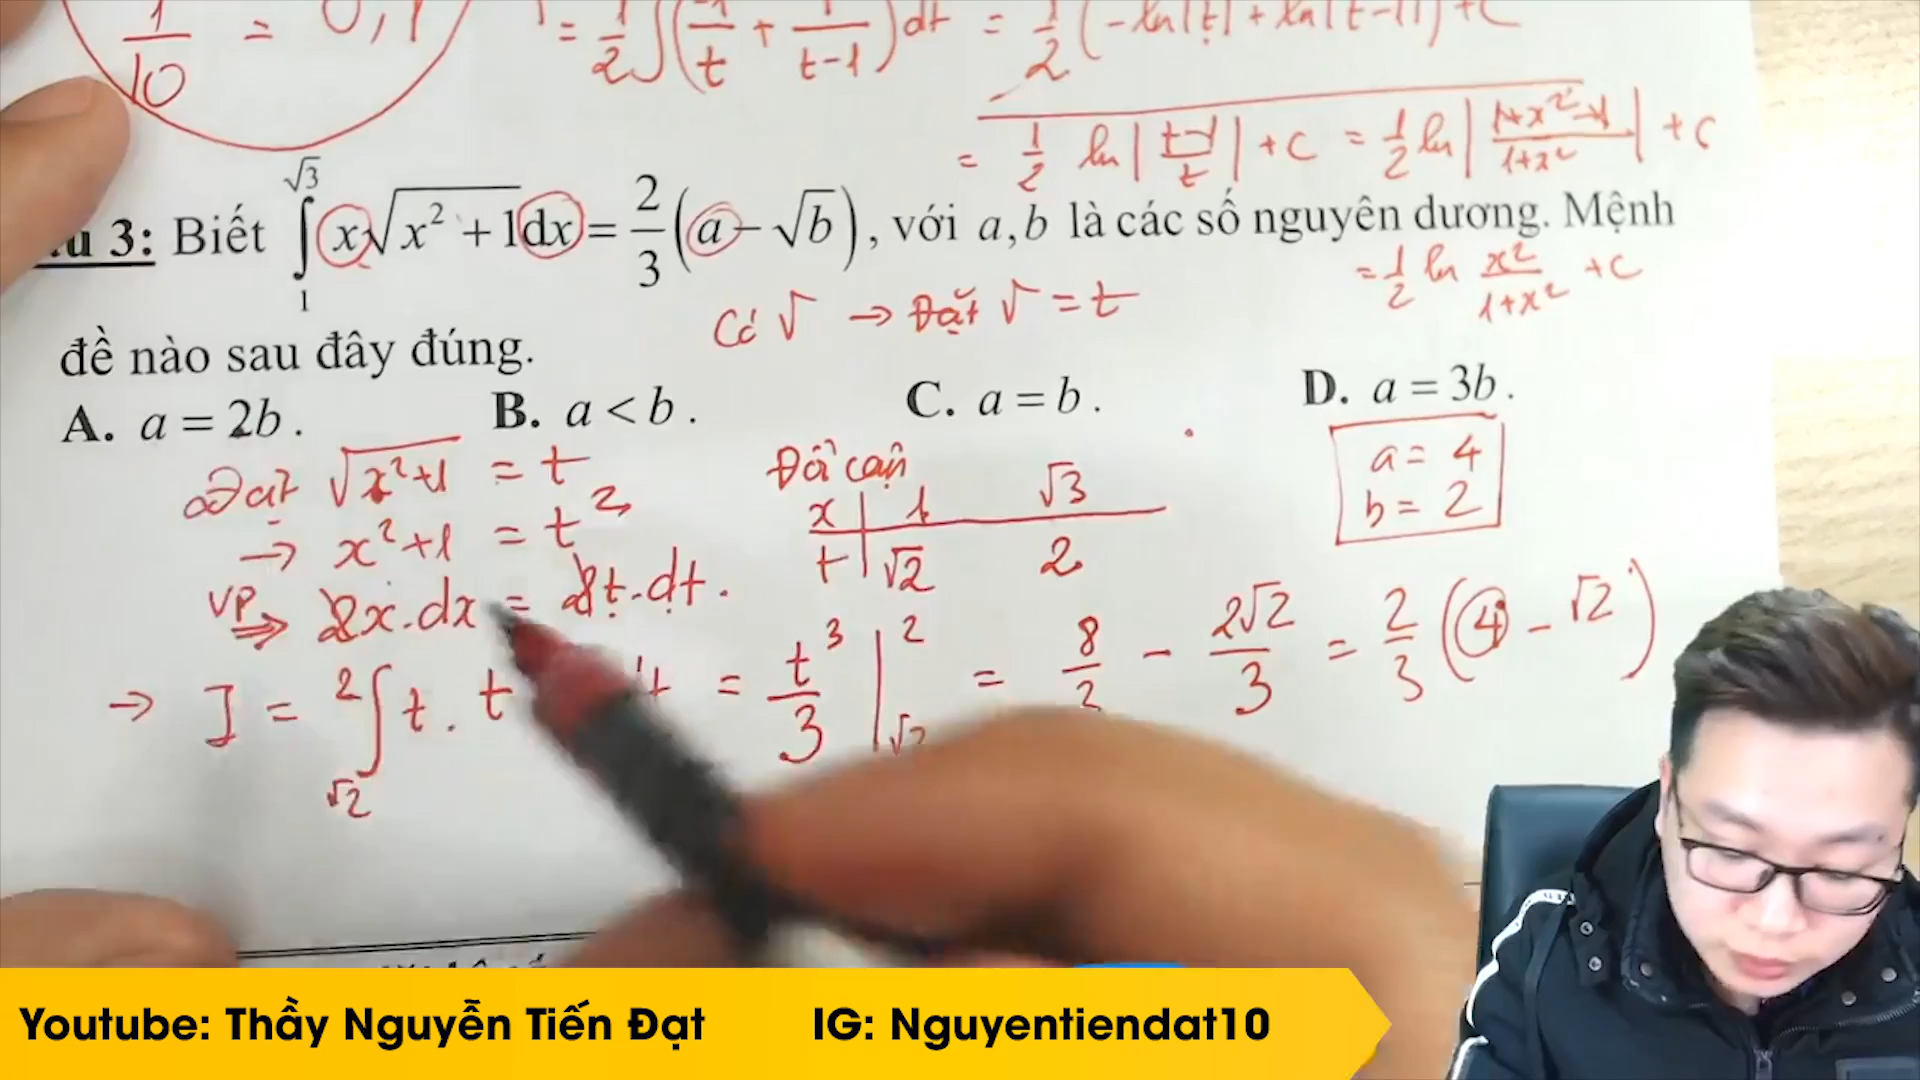 1/10 = 0,1
= 1/2 ∫(-1/t + 1/(t-1))dt = 1/2 (-ln|t| + ln|t-1|) + C
= 1/2 ln|(t-1)/t| + C = 1/2 ln|(1+x²-1)/(1+x²)| + C
u 3: Biết ∫₁^√3 x√(x²+1)dx = 2/3(a-√b), với a,b là các số nguyên dương. Mệnh
= 1/2 ln x²/(1+x²) + C
Có √ → Đặt √ = t
đề nào sau đây đúng.
A. a = 2b. B. a < b. C. a = b. D. a = 3b.
Đặt √(x²+1) = t
→ x²+1 = t²
VP ⇒ 2x.dx = 2t.dt.
Đổi cận
x | 1 √3
t | √2 2
a = 4
b = 2
→ I = ∫√2^2 t. t = t³/3 |√2^2 = 8/3 - 2√2/3 = 2/3 (4 - √2)
Youtube: Thầy Nguyễn Tiến Đạt IG: Nguyentiendat10